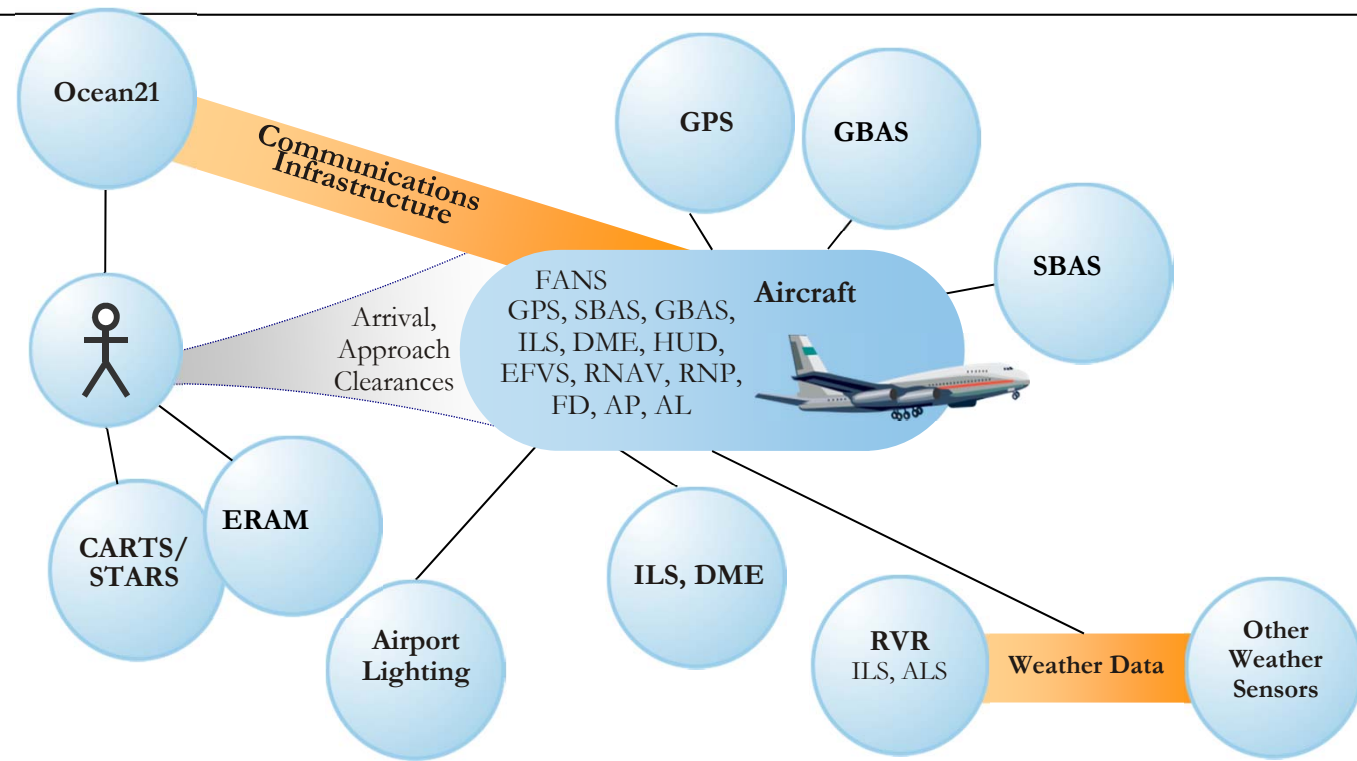 Ocean21
Communications
Infrastructure
GPS
GBAS
SBAS
Arrival,
Approach
Clearances
FANS
GPS, SBAS, GBAS,
ILS, DME, HUD,
EFVS, RNAV, RNP,
FD, AP, AL
Aircraft
CARTS/
STARS
ERAM
Airport
Lighting
ILS, DME
RVR
ILS, ALS
Weather Data
Other
Weather
Sensors